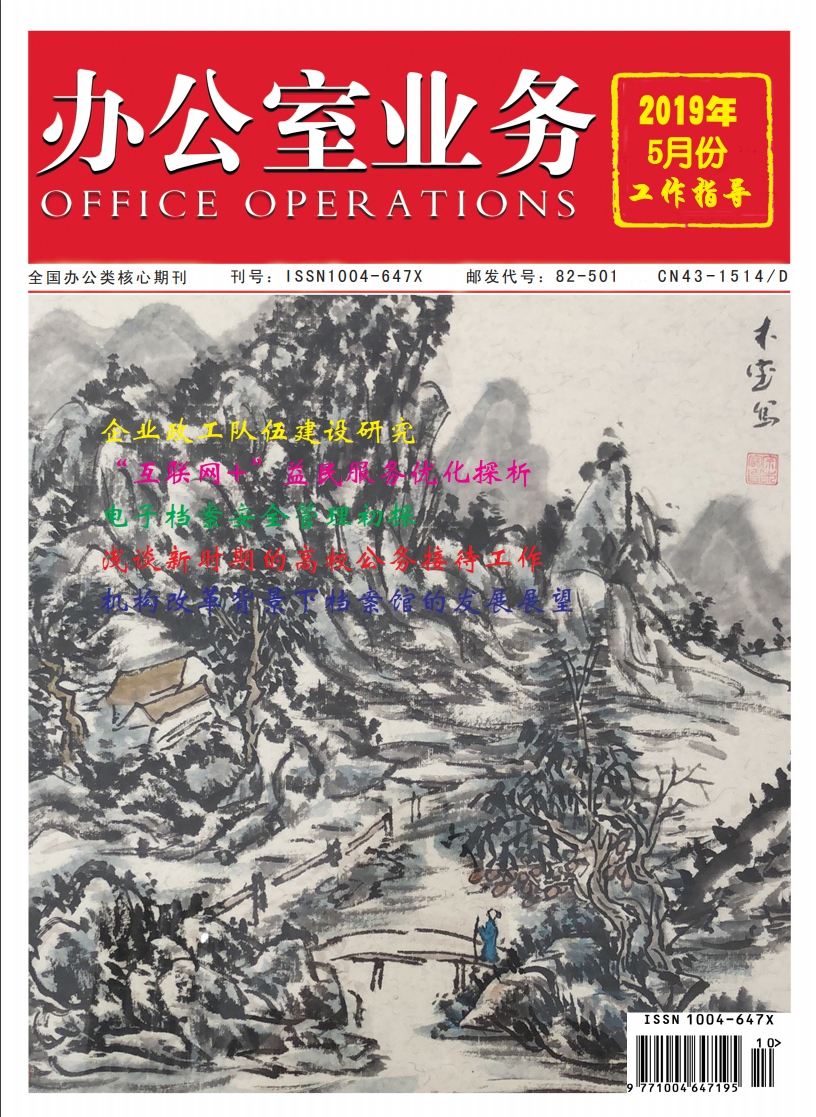 办公室业务
OFFICE OPERATIONS
2019年
5月份
工作指导
全国办公类核心期刊 刊号：ISSN1004-647X 邮发代号：82-501 CN43-1514/D
企业政工队伍建设研究
“互联网+”益民服务优化探析
电子档案安全管理初探
浅谈新时期的高校公务接待工作
机构改革背景下档案馆的发展展望
ISSN 1004-647X
10>
9 771004 647195